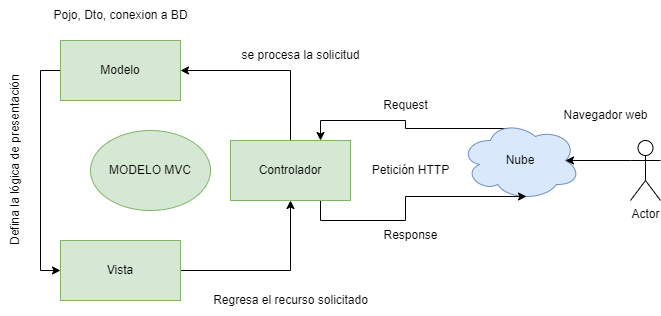 Pojo, Dto, conexion a BD
Modelo
se procesa la solicitud
Request
Navegador web
Defina la lógica de presentación
MODELO MVC
Controlador
Petición HTTP
Nube
Actor
Response
Vista
Regresa el recurso solicitado